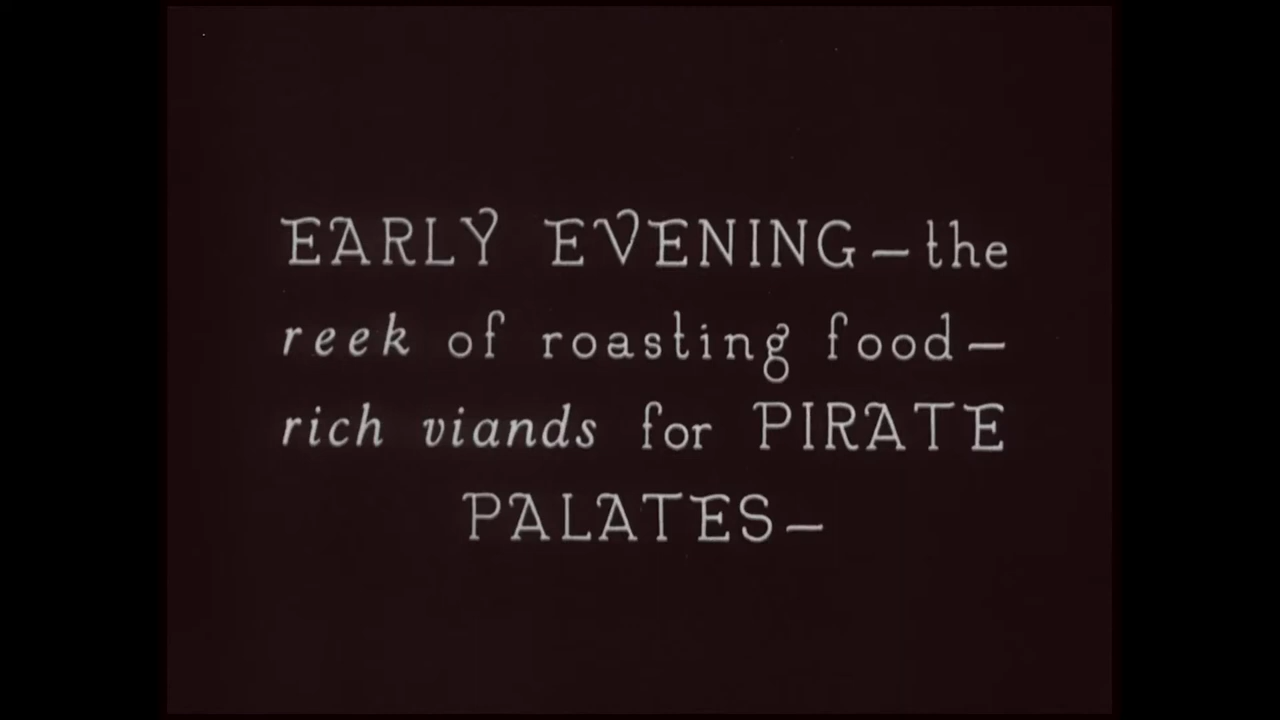 EARLY EVENING — the
reek of roasting food —
rich viands for PIRATE
PALATES —